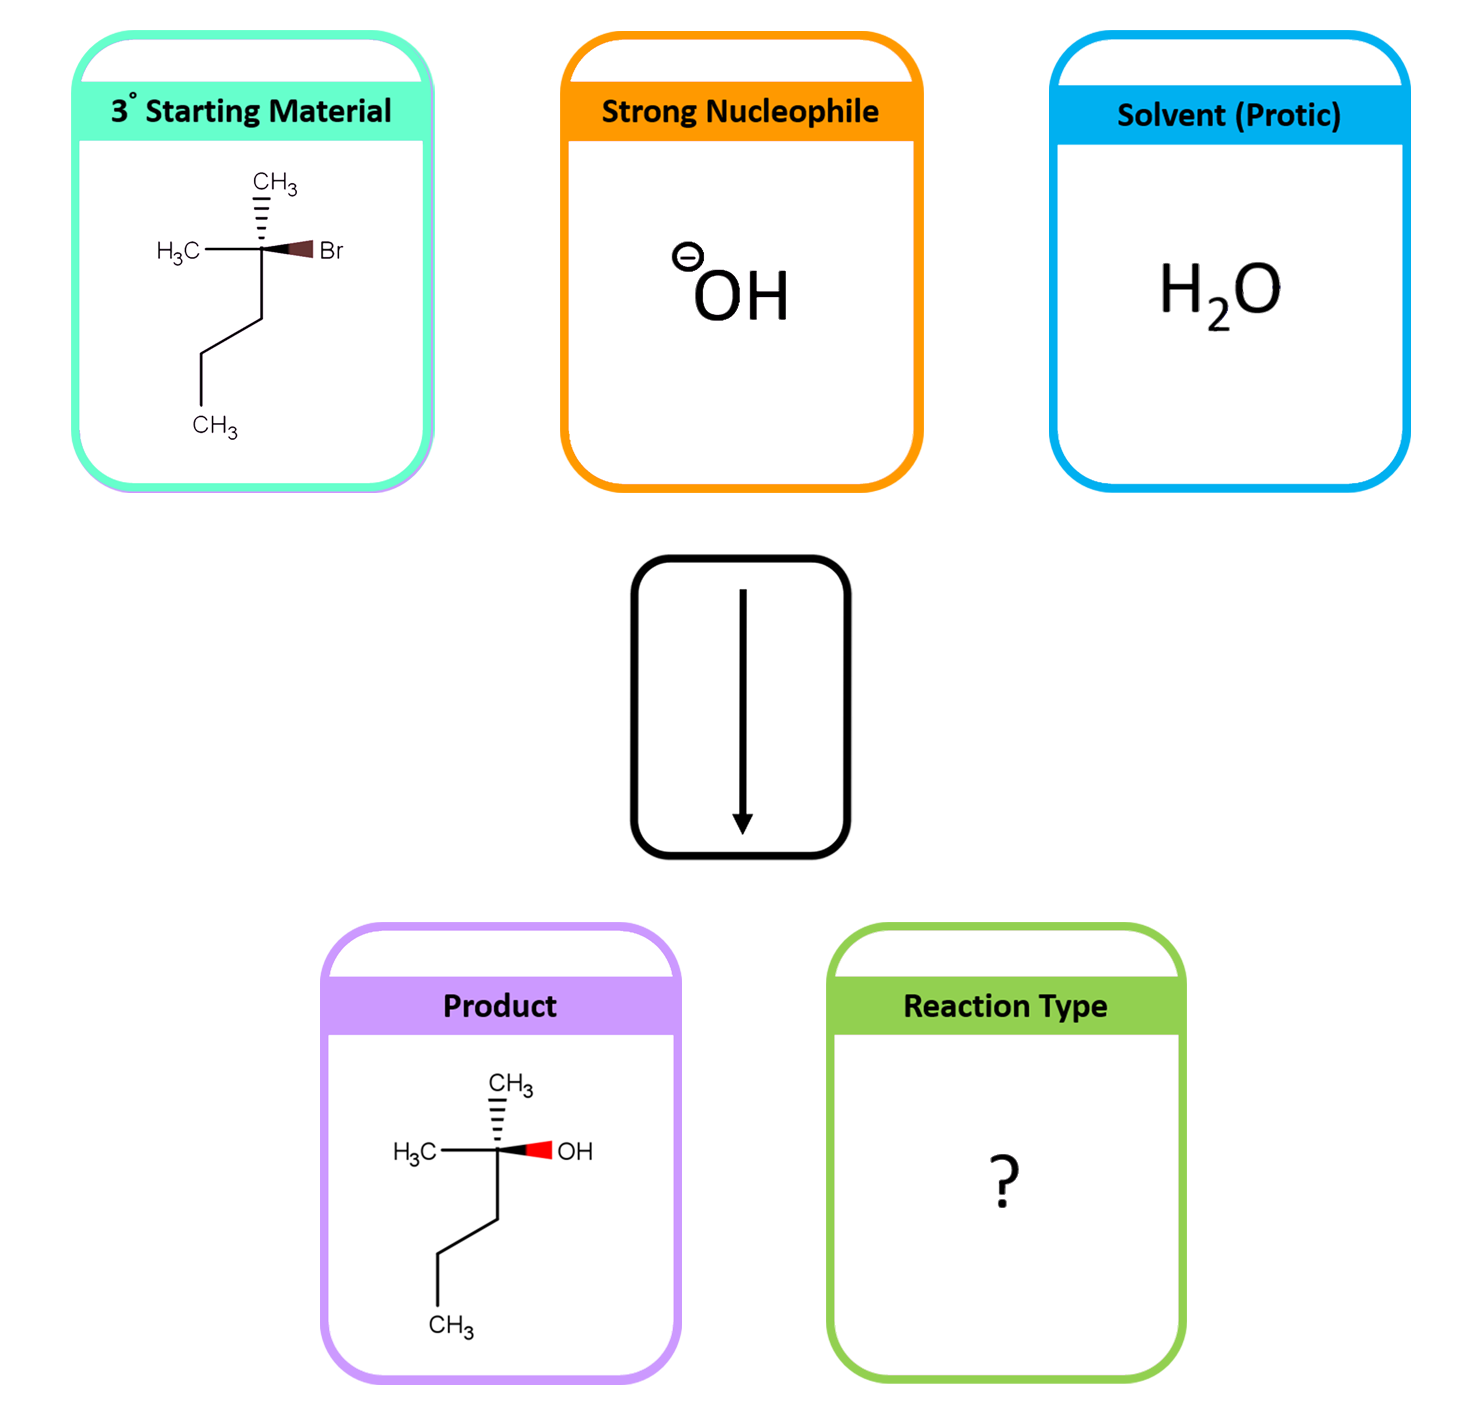 3° Starting Material
CH₃
H₃C
Br
CH₃
Strong Nucleophile
⊖OH
Solvent (Protic)
H₂O
Product
CH₃
H₃C
OH
CH₃
Reaction Type
?